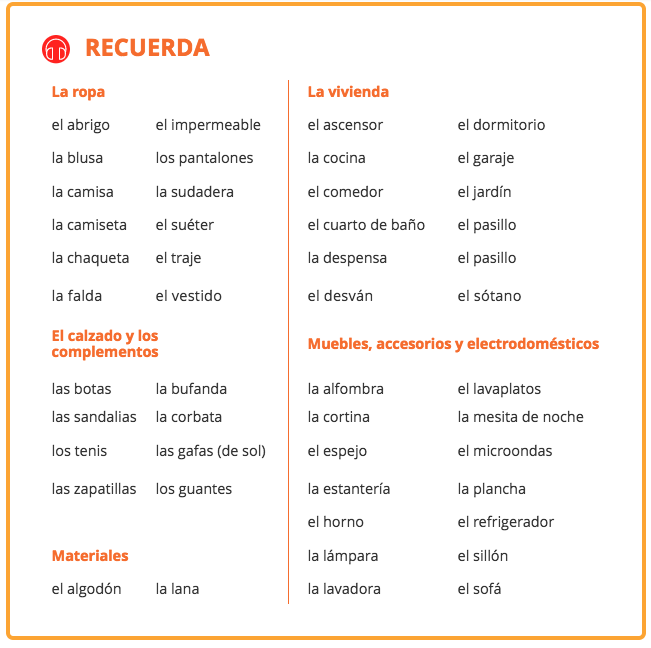 RECUERDA
La ropa
el abrigo el impermeable
la blusa los pantalones
la camisa la sudadera
la camiseta el suéter
la chaqueta el traje
la falda el vestido
El calzado y los
complementos
las botas la bufanda
las sandalias la corbata
los tenis las gafas (de sol)
las zapatillas los guantes
Materiales
el algodón la lana
La vivienda
el ascensor el dormitorio
la cocina el garaje
el comedor el jardín
el cuarto de baño el pasillo
la despensa el pasillo
el desván el sótano
Muebles, accesorios y electrodomésticos
la alfombra el lavaplatos
la cortina la mesita de noche
el espejo el microondas
la estantería la plancha
el horno el refrigerador
la lámpara el sillón
la lavadora el sofá